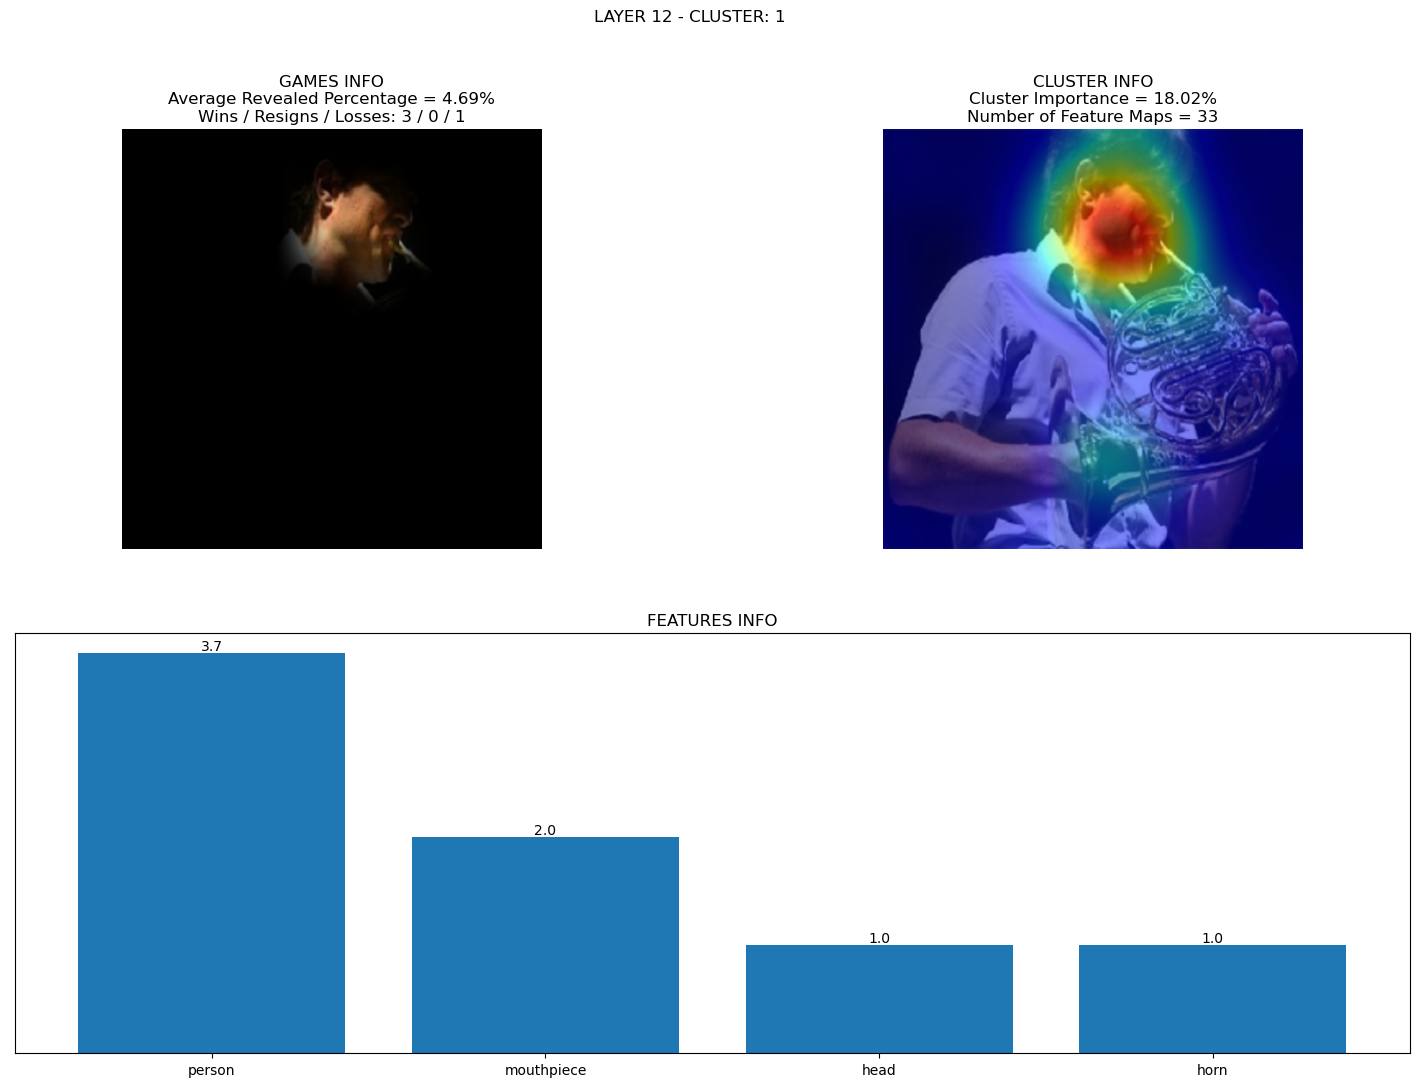 LAYER 12 - CLUSTER: 1
GAMES INFO
Average Revealed Percentage = 4.69%
Wins / Resigns / Losses: 3 / 0 / 1
CLUSTER INFO
Cluster Importance = 18.02%
Number of Feature Maps = 33
FEATURES INFO
3.7
2.0
1.0
1.0
person
mouthpiece
head
horn